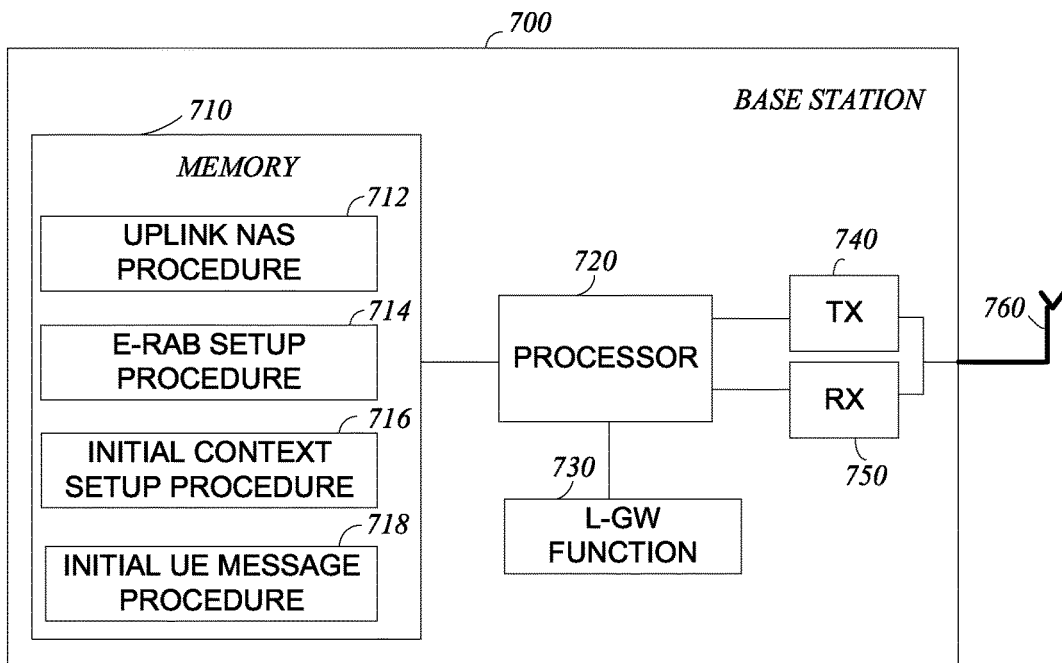 700
BASE STATION
710
MEMORY
712
UPLINK NAS
PROCEDURE
714
E-RAB SETUP
PROCEDURE
716
INITIAL CONTEXT
SETUP PROCEDURE
718
INITIAL UE MESSAGE
PROCEDURE
720
PROCESSOR
730
L-GW
FUNCTION
740
TX
RX
750
760